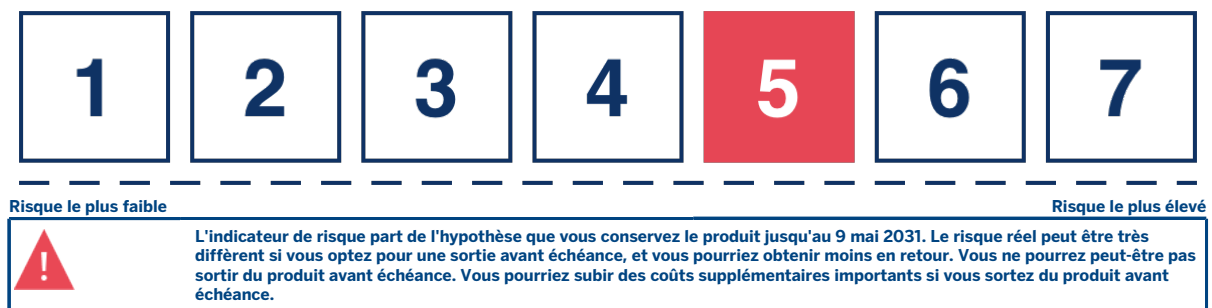 1 2 3 4 5 6 7
Risque le plus faible Risque le plus élevé
L'indicateur de risque part de l'hypothèse que vous conservez le produit jusqu'au 9 mai 2031. Le risque réel peut être très
diffèrent si vous optez pour une sortie avant échéance, et vous pourriez obtenir moins en retour. Vous ne pourrez peut-être pas
sortir du produit avant échéance. Vous pourriez subir des coûts supplémentaires importants si vous sortez du produit avant
échéance.
!